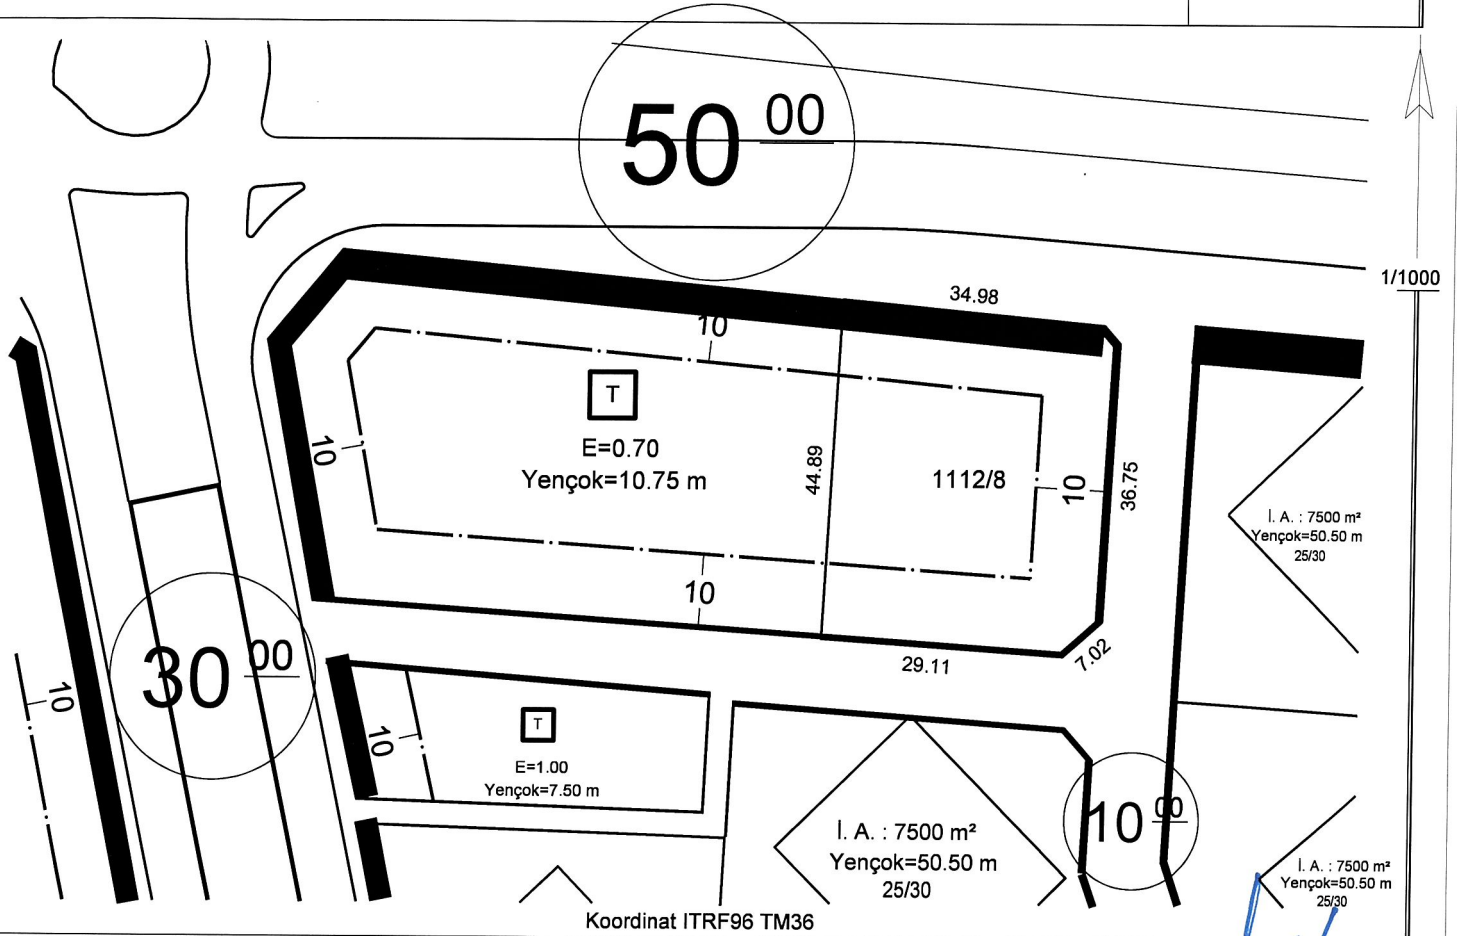 50 00
1/1000
34.98
10
T
E=0.70
Yençok=10.75 m
10
44.89
1112/8
10
36.75
İ. A. : 7500 m²
Yençok=50.50 m
25/30
10
29.11
7.02
30 00
10
10
T
E=1.00
Yençok=7.50 m
10 00
İ. A. : 7500 m²
Yençok=50.50 m
25/30
İ. A. : 7500 m²
Yençok=50.50 m
25/30
Koordinat ITRF96 TM36